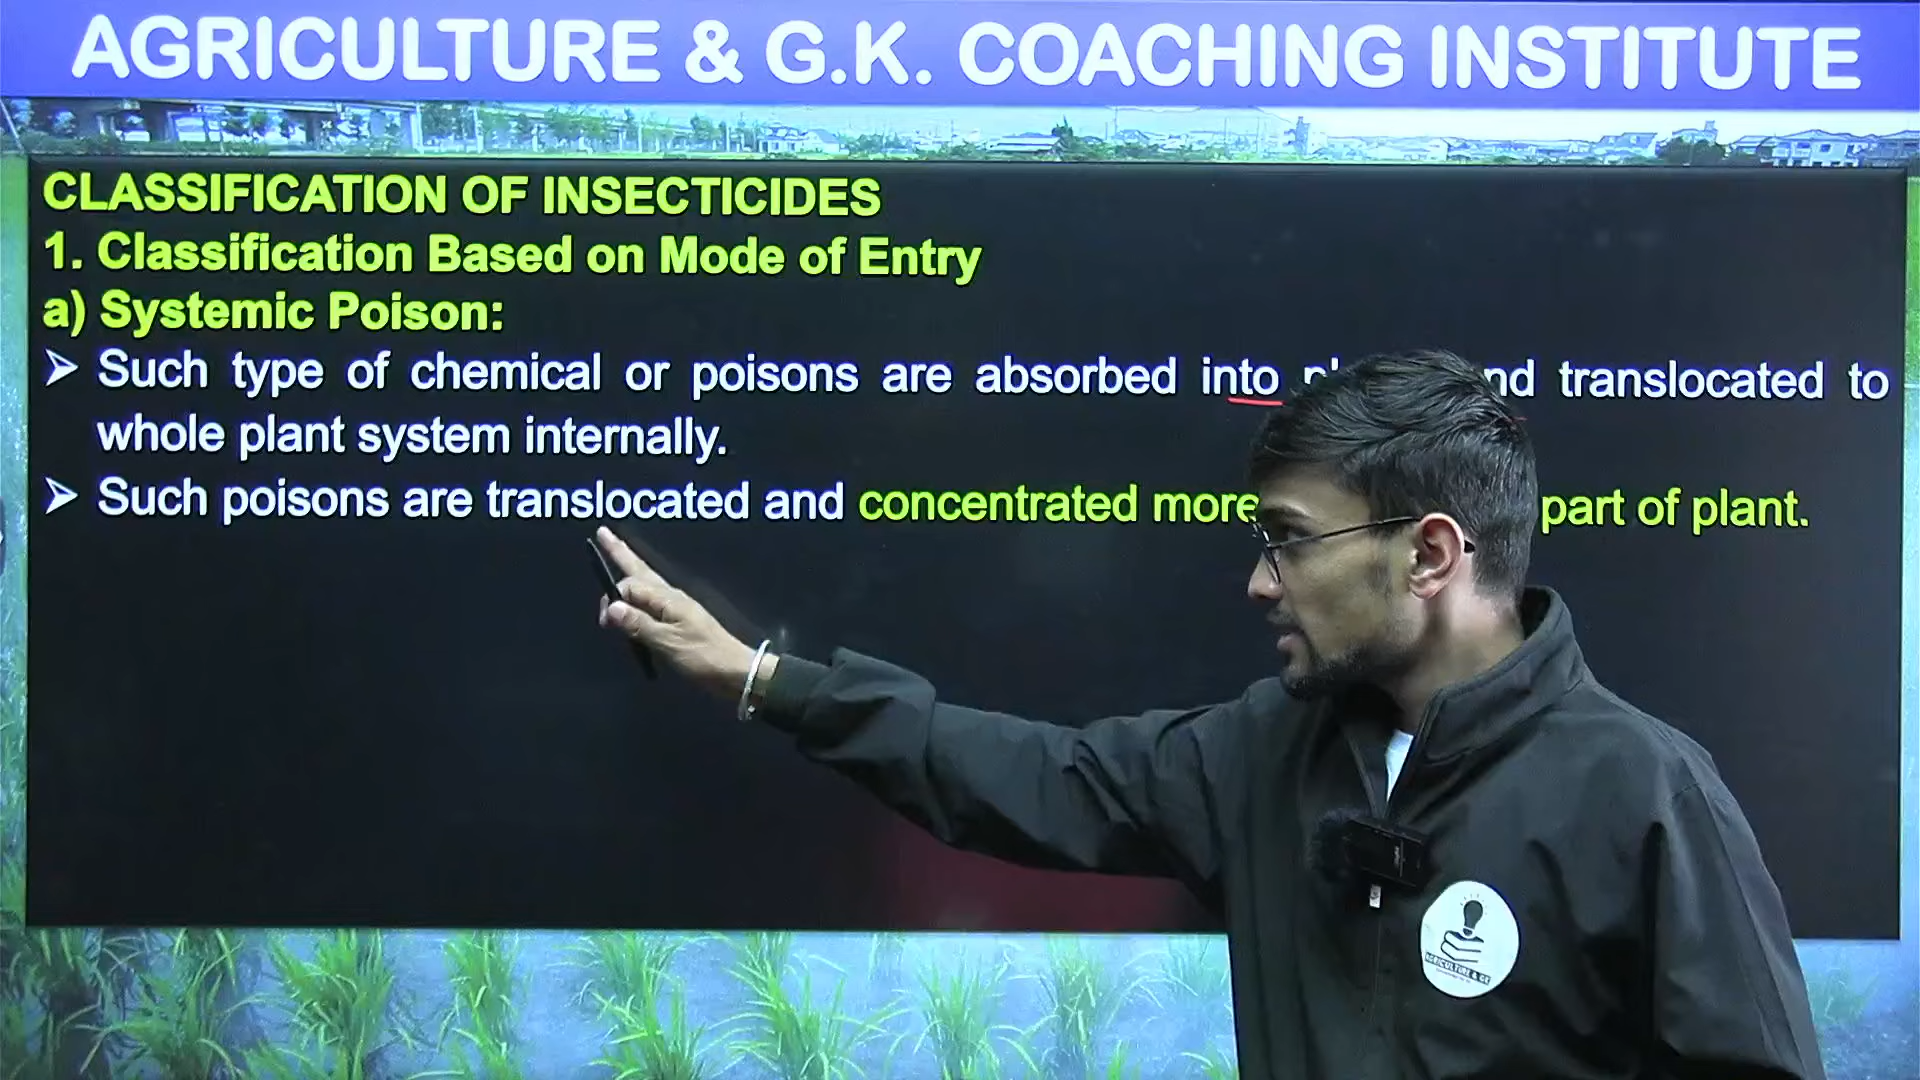 AGRICULTURE & G.K. COACHING INSTITUTE
CLASSIFICATION OF INSECTICIDES
1. Classification Based on Mode of Entry
a) Systemic Poison:
➤ Such type of chemical or poisons are absorbed into translocated to
whole plant system internally.
➤ Such poisons are translocated and concentrated more part of plant.
AGRICULTURE & GK